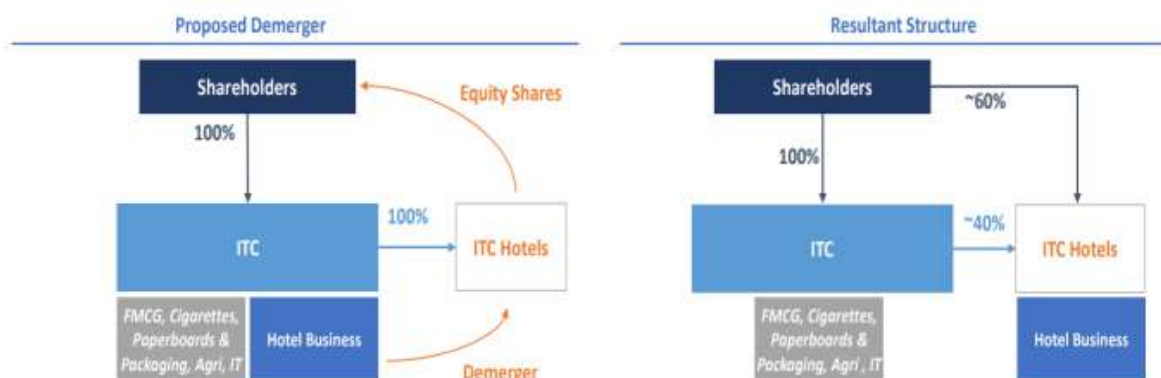 Proposed Demerger
Shareholders
Equity Shares
100%
ITC
100%
ITC Hotels
FMCG, Cigarettes,
Paperboards &
Packaging, Agri, IT
Hotel Business
Demerger
Resultant Structure
Shareholders
~60%
100%
ITC
~40%
ITC Hotels
FMCG, Cigarettes,
Paperboards &
Packaging, Agri , IT
Hotel Business